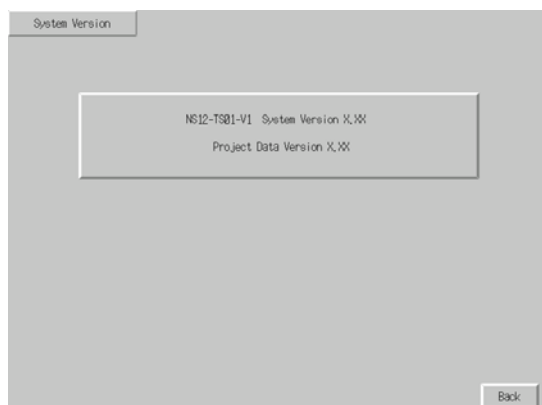 System Version
NS12-TS01-V1 System Version X.XX
Project Data Version X.XX
Back